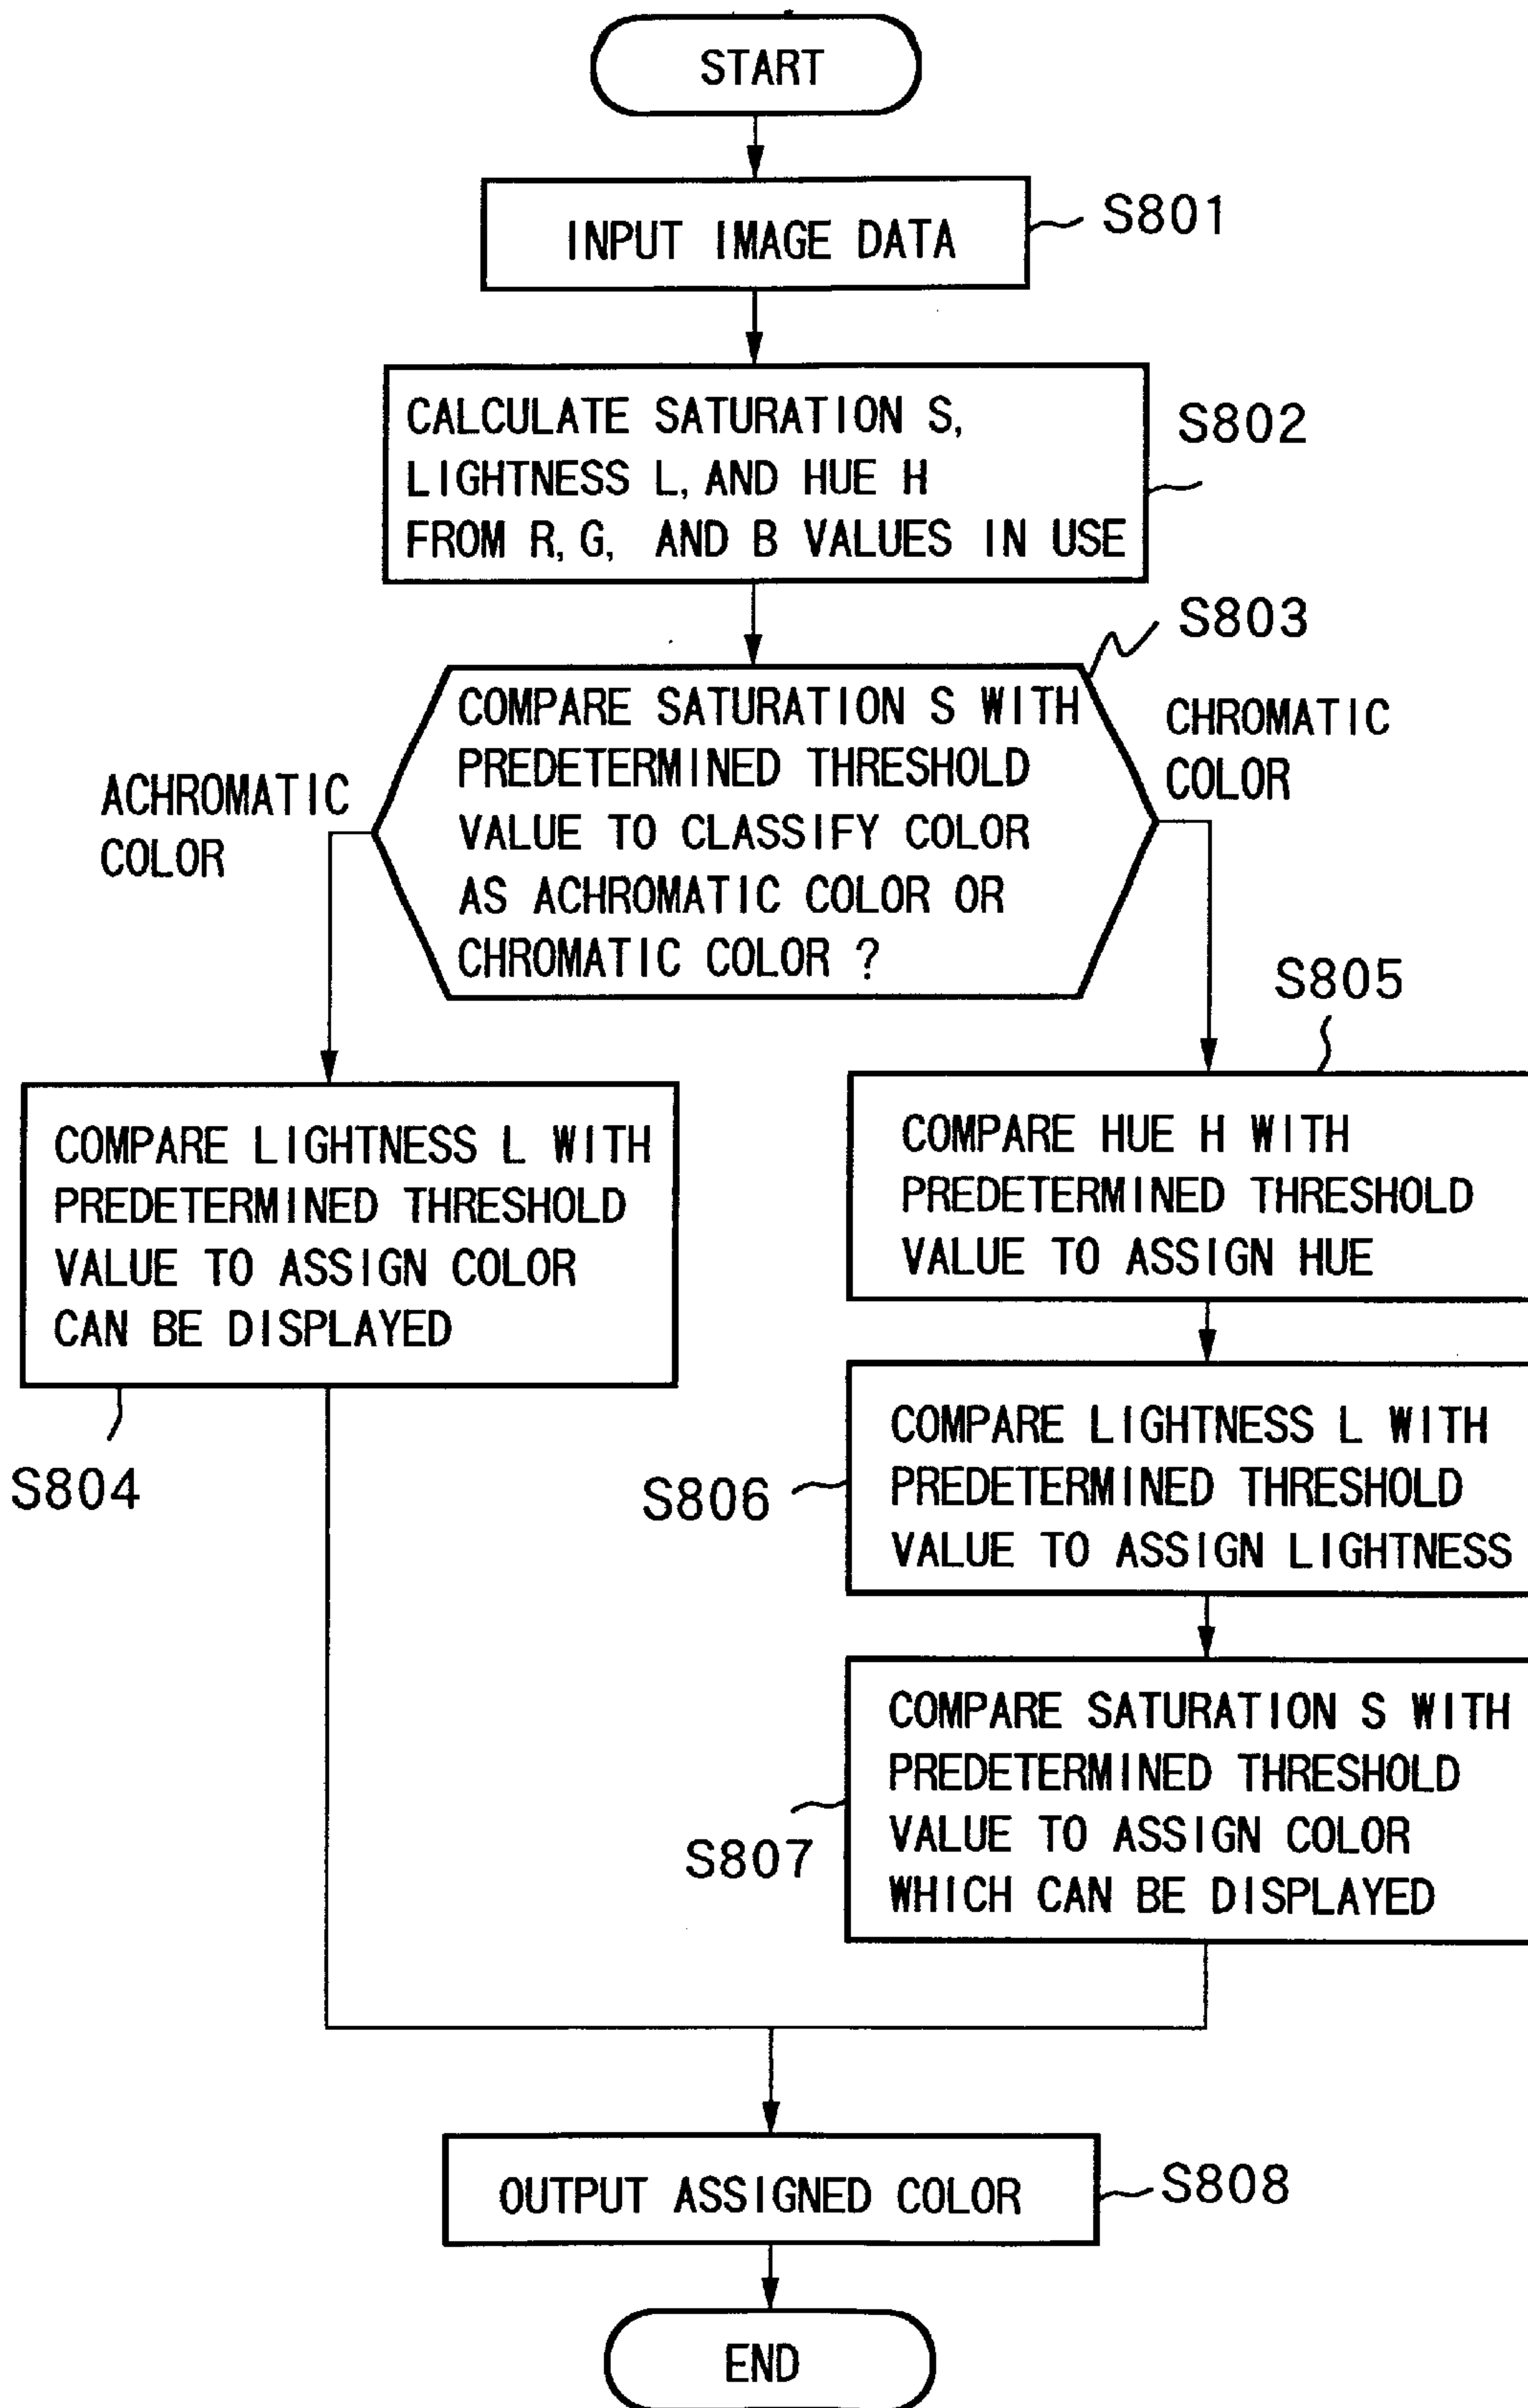 START
INPUT IMAGE DATA
S801
CALCULATE SATURATION S,
LIGHTNESS L, AND HUE H
FROM R, G, AND B VALUES IN USE
S802
S803
COMPARE SATURATION S WITH
PREDETERMINED THRESHOLD
VALUE TO CLASSIFY COLOR
AS ACHROMATIC COLOR OR
CHROMATIC COLOR ?
ACHROMATIC
COLOR
CHROMATIC
COLOR
COMPARE LIGHTNESS L WITH
PREDETERMINED THRESHOLD
VALUE TO ASSIGN COLOR
CAN BE DISPLAYED
S804
S805
COMPARE HUE H WITH
PREDETERMINED THRESHOLD
VALUE TO ASSIGN HUE
COMPARE LIGHTNESS L WITH
PREDETERMINED THRESHOLD
VALUE TO ASSIGN LIGHTNESS
S806
COMPARE SATURATION S WITH
PREDETERMINED THRESHOLD
VALUE TO ASSIGN COLOR
WHICH CAN BE DISPLAYED
S807
OUTPUT ASSIGNED COLOR
S808
END